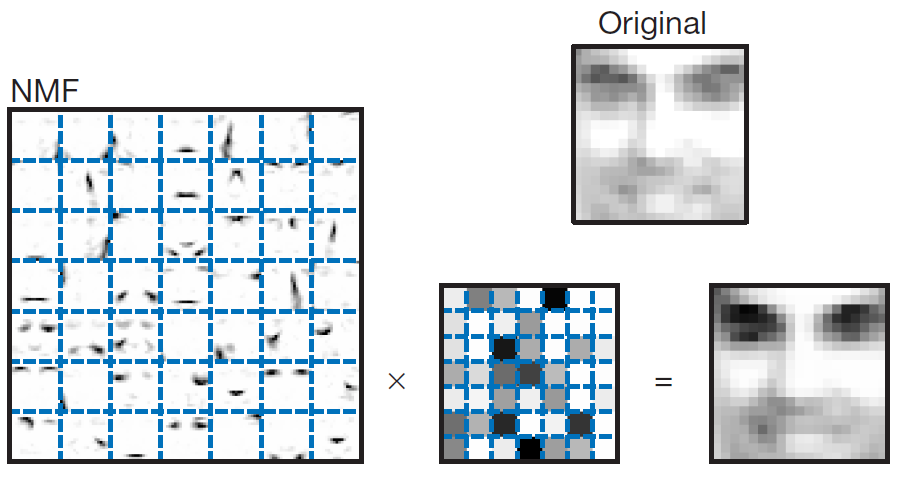 Original
NMF
×
=